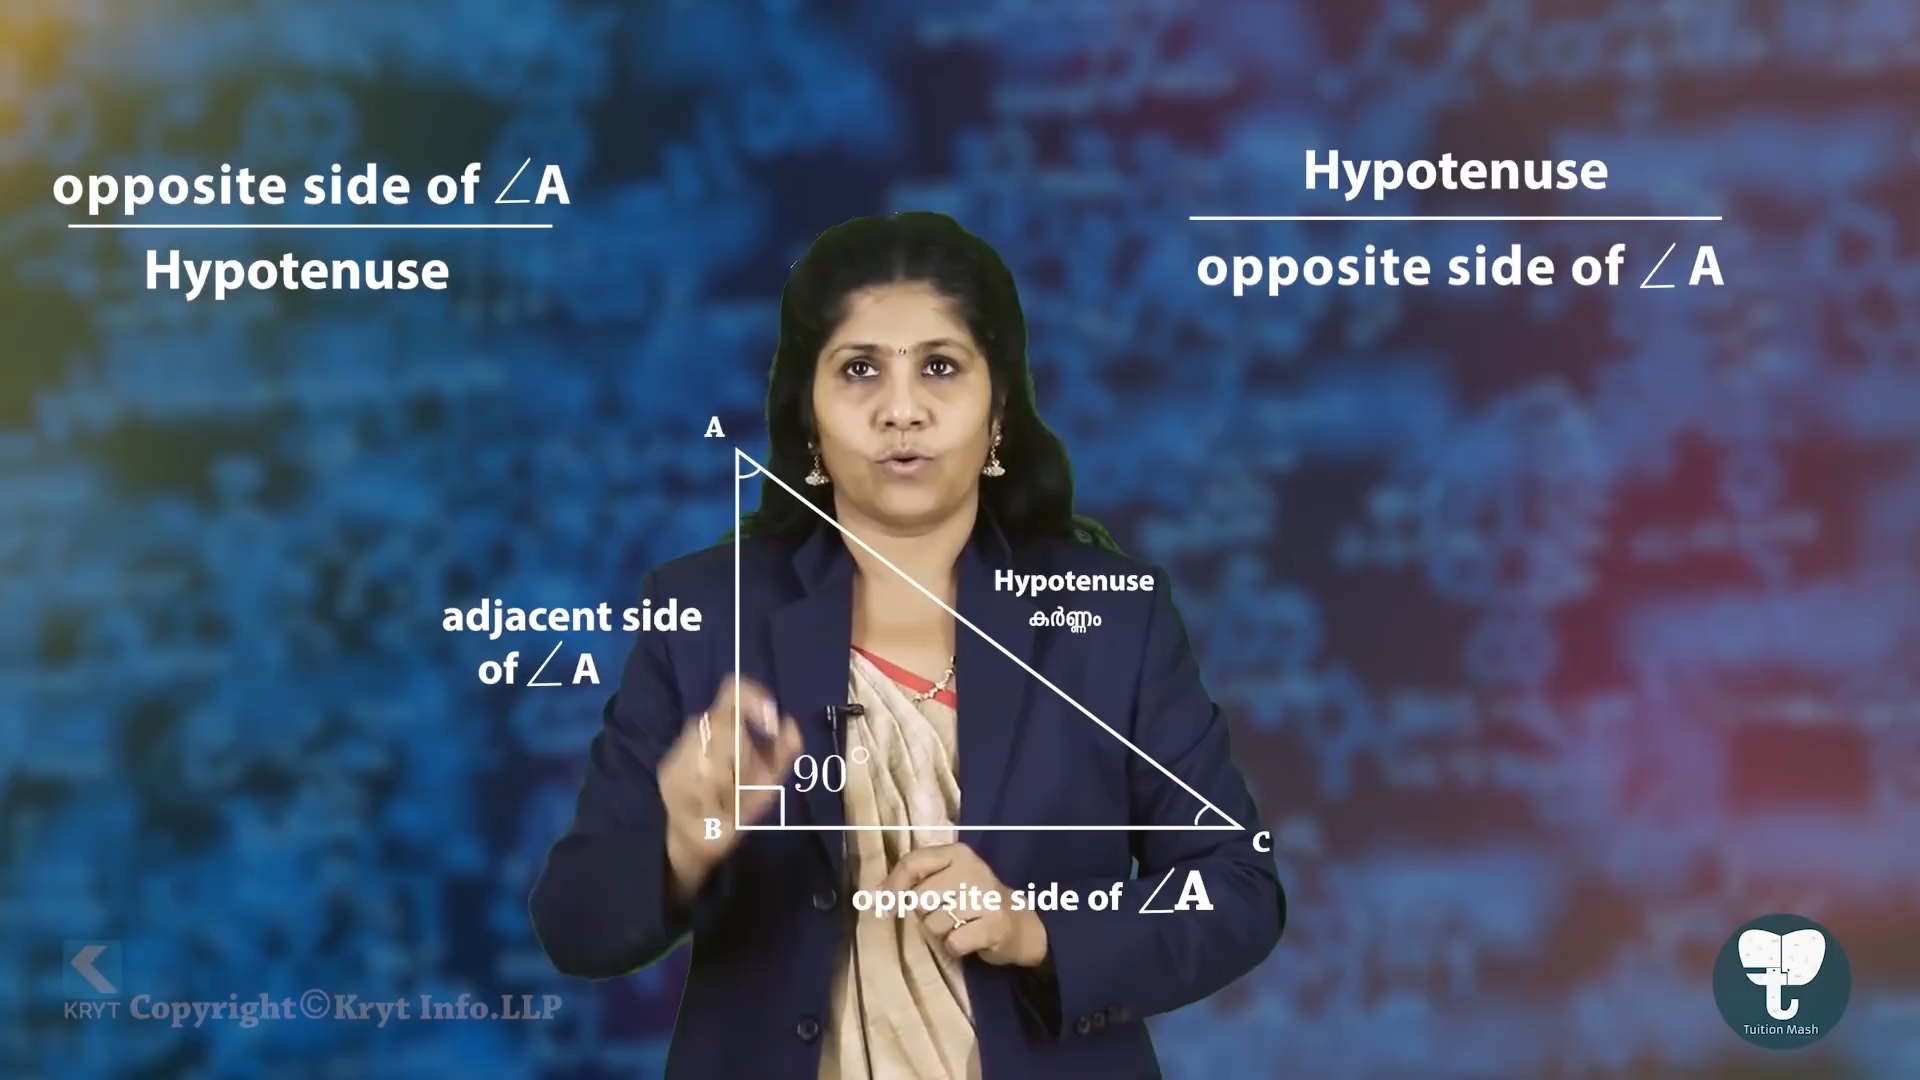 opposite side of ∠A
Hypotenuse
Hypotenuse
opposite side of ∠A
A
Hypotenuse
കർണ്ണം
adjacent side
of ∠A
90°
B
C
opposite side of ∠A
KRYT Copyright©Kryt Info.LLP
Tuition Mash